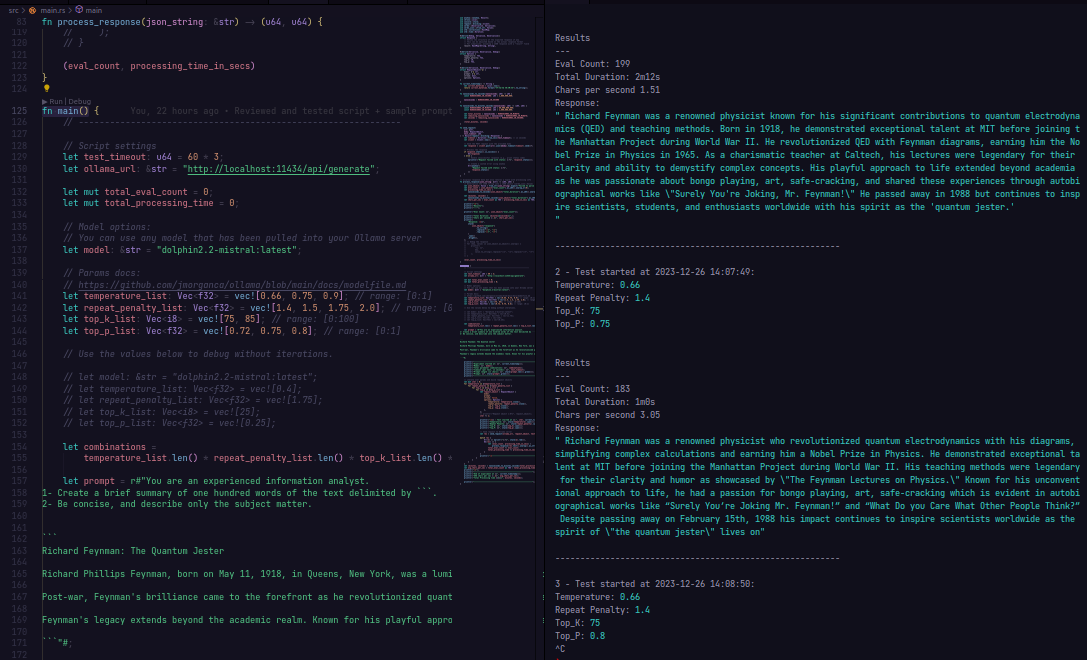 src > main.rs > main
83 fn process_response(json_string: &str) -> (u64, u64) {
119 //     );
120 // }
121
122 (eval_count, processing_time_in_secs)
123 }
124
▶ Run | Debug
125 fn main() {     You, 22 hours ago • Reviewed and tested script + sample prompt
126 // -------------------------------------------------------------
127
128 // Script settings
129 let test_timeout: u64 = 60 * 3;
130 let ollama_url: &str = "http://localhost:11434/api/generate";
131
132 let mut total_eval_count = 0;
133 let mut total_processing_time = 0;
134
135 // Model options:
136 // You can use any model that has been pulled into your Ollama server
137 let model: &str = "dolphin2.2-mistral:latest";
138
139 // Params docs:
140 // https://github.com/jmorganca/ollama/blob/main/docs/modelfile.md
141 let temperature_list: Vec<f32> = vec![0.66, 0.75, 0.9]; // range: [0:1]
142 let repeat_penalty_list: Vec<f32> = vec![1.4, 1.5, 1.75, 2.0]; // range: [
143 let top_k_list: Vec<i8> = vec![75, 85]; // range: [0:100]
144 let top_p_list: Vec<f32> = vec![0.72, 0.75, 0.8]; // range: [0:1]
145
146 // Use the values below to debug without iterations.
147
148 // let model: &str = "dolphin2.2-mistral:latest";
149 // let temperature_list: Vec<f32> = vec![0.4];
150 // let repeat_penalty_list: Vec<f32> = vec![1.75];
151 // let top_k_list: Vec<i8> = vec![25];
152 // let top_p_list: Vec<f32> = vec![0.25];
153
154 let combinations =
155 temperature_list.len() * repeat_penalty_list.len() * top_k_list.len() *
156
157 let prompt = r#"You are an experienced information analyst.
158 1- Create a brief summary of one hundred words of the text delimited by ```.
159 2- Be concise, and describe only the subject matter.
160
161
162 ```
163 Richard Feynman: The Quantum Jester
164
165 Richard Phillips Feynman, born on May 11, 1918, in Queens, New York, was a lumi
166
167 Post-war, Feynman's brilliance came to the forefront as he revolutionized quant
168
169 Feynman's legacy extends beyond the academic realm. Known for his playful appro
170
171 ```"#;
172
Results
---
Eval Count: 199
Total Duration: 2m12s
Chars per second 1.51
Response:
" Richard Feynman was a renowned physicist known for his significant contributions to quantum electrodyna
mics (QED) and teaching methods. Born in 1918, he demonstrated exceptional talent at MIT before joining t
he Manhattan Project during World War II. He revolutionized QED with Feynman diagrams, earning him the No
bel Prize in Physics in 1965. As a charismatic teacher at Caltech, his lectures were legendary for their
clarity and ability to demystify complex concepts. His playful approach to life extended beyond academia
as he was passionate about bongo playing, art, safe-cracking, and shared these experiences through autobi
ographical works like \"Surely You're Joking, Mr. Feynman!\" He passed away in 1988 but continues to insp
ire scientists, students, and enthusiasts worldwide with his spirit as the 'quantum jester.'
"
-------------------------------------------------------
2 - Test started at 2023-12-26 14:07:49:
Temperature: 0.66
Repeat Penalty: 1.4
Top_K: 75
Top_P: 0.75
Results
---
Eval Count: 183
Total Duration: 1m0s
Chars per second 3.05
Response:
" Richard Feynman was a renowned physicist who revolutionized quantum electrodynamics with his diagrams,
simplifying complex calculations and earning him a Nobel Prize in Physics. He demonstrated exceptional ta
lent at MIT before joining the Manhattan Project during World War II. His teaching methods were legendary
for their clarity and humor as showcased by \"The Feynman Lectures on Physics.\" Known for his unconvent
ional approach to life, he had a passion for bongo playing, art, safe-cracking which is evident in autobi
ographical works like “Surely You’re Joking Mr. Feynman!” and “What Do you Care What Other People Think?”
Despite passing away on February 15th, 1988 his impact continues to inspire scientists worldwide as the
spirit of \"the quantum jester\" lives on"
-------------------------------------------------------
3 - Test started at 2023-12-26 14:08:50:
Temperature: 0.66
Repeat Penalty: 1.4
Top_K: 75
Top_P: 0.8
^C